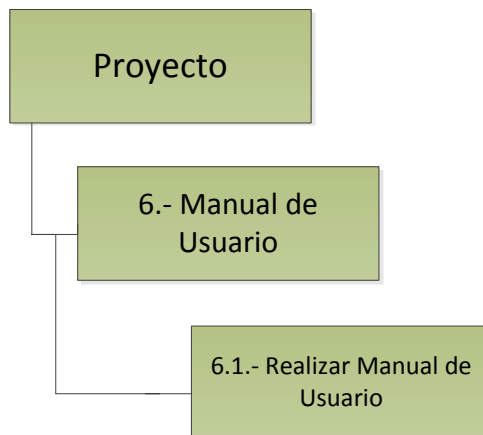 Proyecto
6.- Manual de
Usuario
6.1.- Realizar Manual de
Usuario